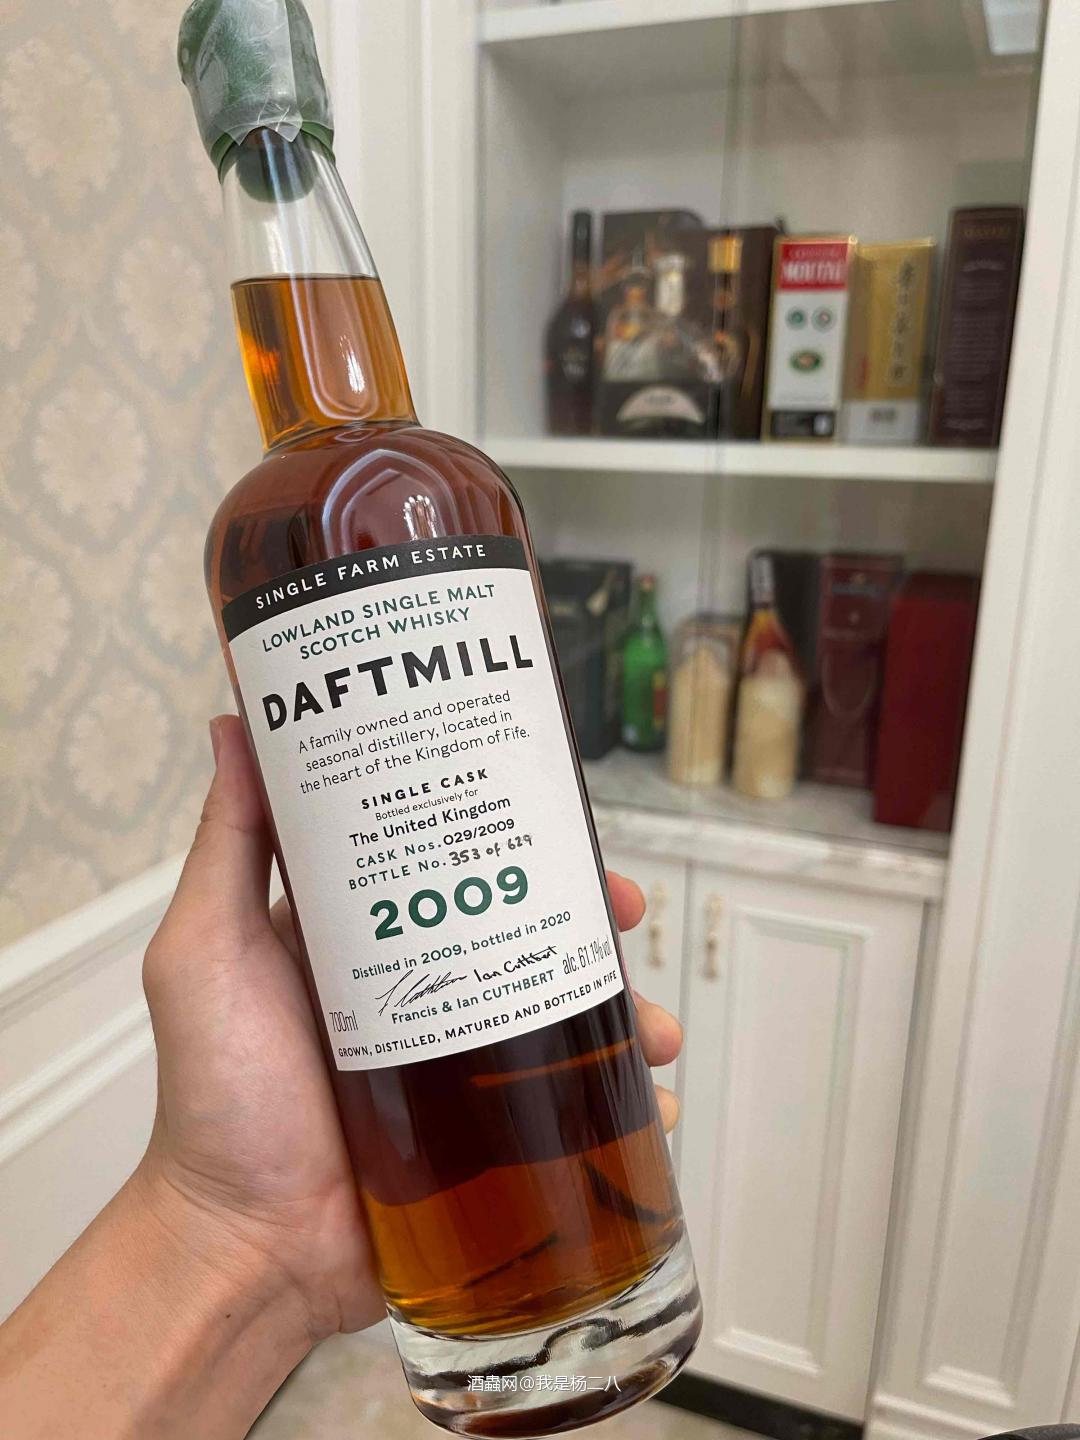 SINGLE FARM ESTATE
LOWLAND SINGLE MALT
SCOTCH WHISKY
DAFTMILL
A family owned and operated
seasonal distillery, located in
the heart of the Kingdom of Fife.
SINGLE CASK
Bottled exclusively for
The United Kingdom
CASK Nos. 029/2009
BOTTLE No. 353 of 629
2009
Distilled in 2009, bottled in 2020
Ian Cuthbert
700ml
Francis & Ian CUTHBERT
alc. 61.1% vol
GROWN, DISTILLED, MATURED AND BOTTLED IN FIFE
MOUTAI
酒蟲网@我是杨二八